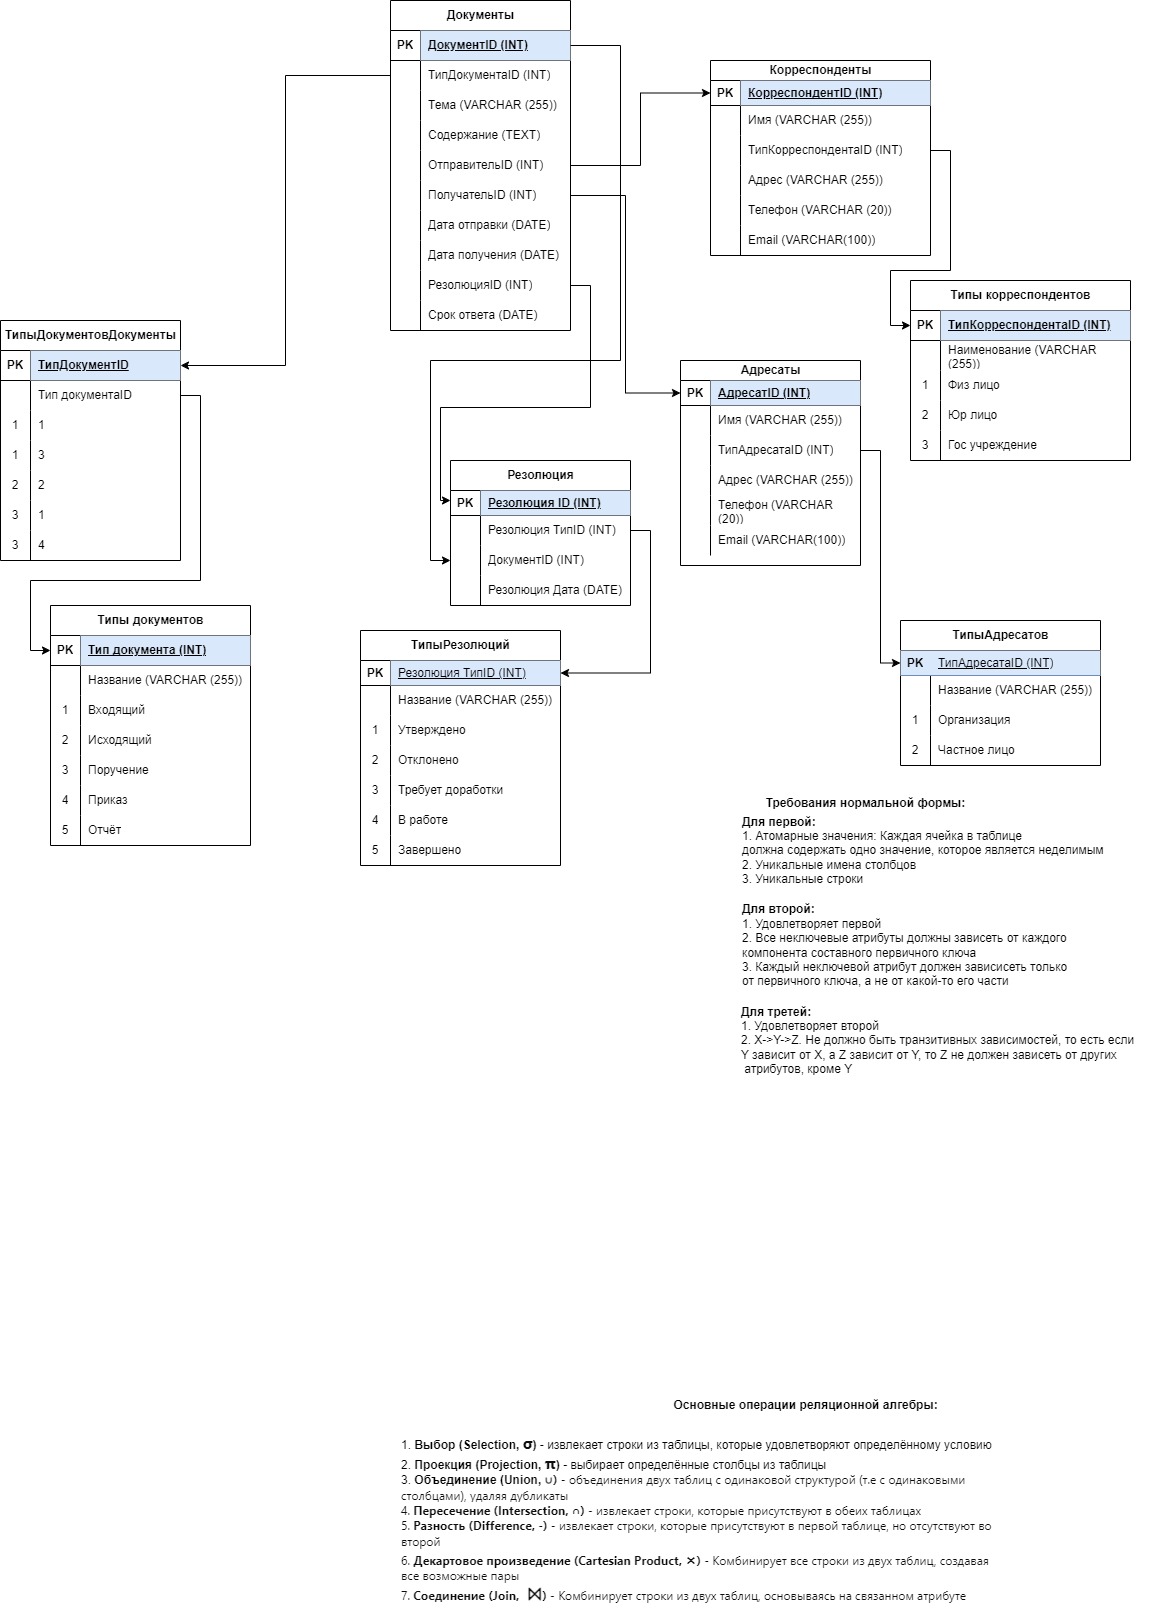 Документы
PK ДокументID (INT)
ТипДокументаID (INT)
Тема (VARCHAR (255))
Содержание (TEXT)
ОтправительID (INT)
ПолучательID (INT)
Дата отправки (DATE)
Дата получения (DATE)
РезолюцияID (INT)
Срок ответа (DATE)
Корреспонденты
PK КорреспондентID (INT)
Имя (VARCHAR (255))
ТипКорреспондентаID (INT)
Адрес (VARCHAR (255))
Телефон (VARCHAR (20))
Email (VARCHAR(100))
Типы корреспондентов
PK ТипКорреспондентаID (INT)
Наименование (VARCHAR
(255))
1 Физ лицо
2 Юр лицо
3 Гос учреждение
ТипыДокументовДокументы
PK ТипДокументID
Тип документаID
1 1
1 3
2 2
3 1
3 4
Адресаты
PK АдресатID (INT)
Имя (VARCHAR (255))
ТипАдресатаID (INT)
Адрес (VARCHAR (255))
Телефон (VARCHAR
(20))
Email (VARCHAR(100))
Резолюция
PK Резолюция ID (INT)
Резолюция ТипID (INT)
ДокументID (INT)
Резолюция Дата (DATE)
Типы документов
PK Тип документа (INT)
Название (VARCHAR (255))
1 Входящий
2 Исходящий
3 Поручение
4 Приказ
5 Отчёт
ТипыРезолюций
PK Резолюция ТипID (INT)
Название (VARCHAR (255))
1 Утверждено
2 Отклонено
3 Требует доработки
4 В работе
5 Завершено
ТипыАдресатов
PK ТипАдресатаID (INT)
Название (VARCHAR (255))
1 Организация
2 Частное лицо
Требования нормальной формы:
Для первой:
1. Атомарные значения: Каждая ячейка в таблице
должна содержать одно значение, которое является неделимым
2. Уникальные имена столбцов
3. Уникальные строки
Для второй:
1. Удовлетворяет первой
2. Все неключевые атрибуты должны зависеть от каждого
компонента составного первичного ключа
3. Каждый неключевой атрибут должен зависисеть только
от первичного ключа, а не от какой-то его части
Для третей:
1. Удовлетворяет второй
2. X->Y->Z. Не должно быть транзитивных зависимостей, то есть если
Y зависит от X, а Z зависит от Y, то Z не должен зависеть от других
атрибутов, кроме Y
Основные операции реляционной алгебры:
1. Выбор (Selection, σ) - извлекает строки из таблицы, которые удовлетворяют определённому условию
2. Проекция (Projection, π) - выбирает определённые столбцы из таблицы
3. Объединение (Union, ∪) - объединения двух таблиц с одинаковой структурой (т.е с одинаковыми
столбцами), удаляя дубликаты
4. Пересечение (Intersection, ∩) - извлекает строки, которые присутствуют в обеих таблицах
5. Разность (Difference, -) - извлекает строки, которые присутствуют в первой таблице, но отсутствуют во
второй
6. Декартовое произведение (Cartesian Product, ×) - Комбинирует все строки из двух таблиц, создавая
все возможные пары
7. Соединение (Join, ⋈) - Комбинирует строки из двух таблиц, основываясь на связанном атрибуте